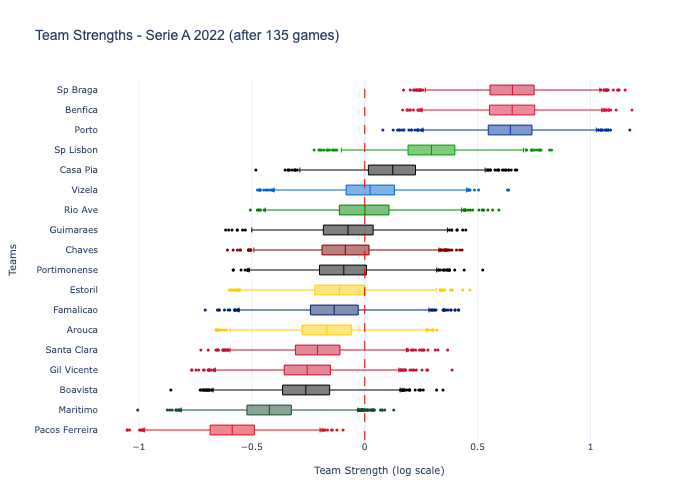 Team Strengths - Serie A 2022 (after 135 games)
Sp Braga
Benfica
Porto
Sp Lisbon
Casa Pia
Vizela
Rio Ave
Guimaraes
Chaves
Portimonense
Estoril
Famalicao
Arouca
Santa Clara
Gil Vicente
Boavista
Maritimo
Pacos Ferreira
Teams
−1
−0.5
0
0.5
1
Team Strength (log scale)